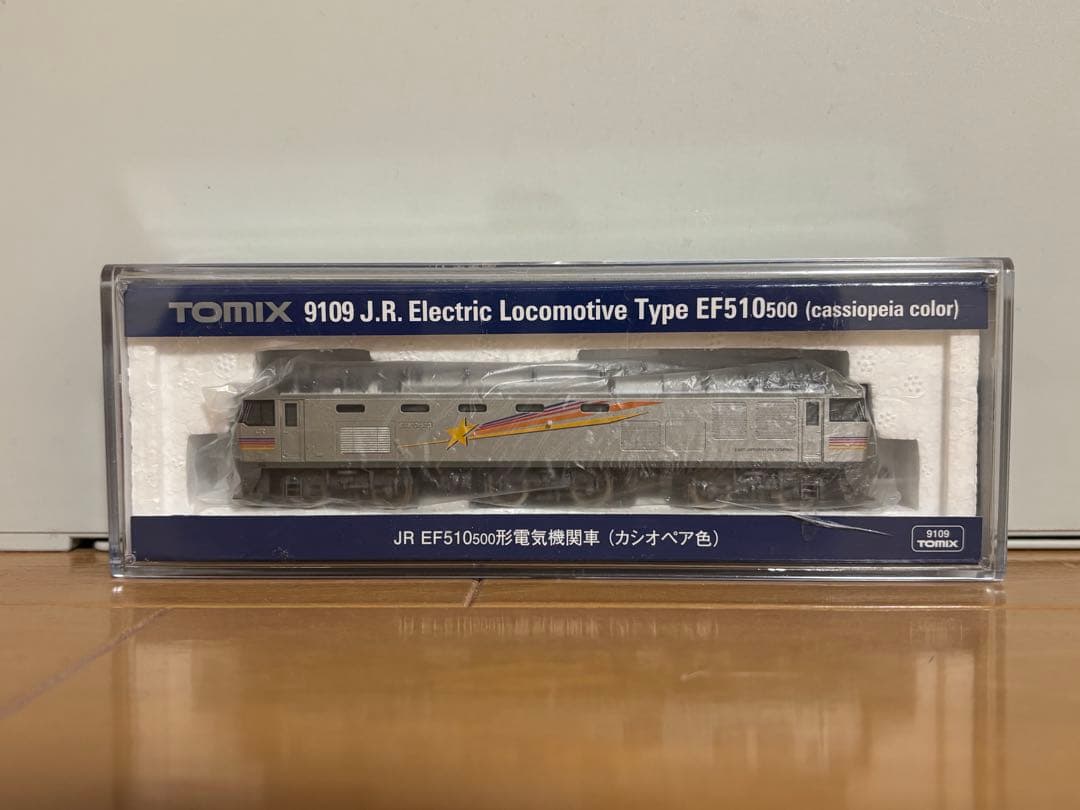 TOMIX 9109 J.R. Electric Locomotive Type EF510500 (cassiopeia color)
JR EF510500形電気機関車 (カシオペア色)
9109
TOMIX